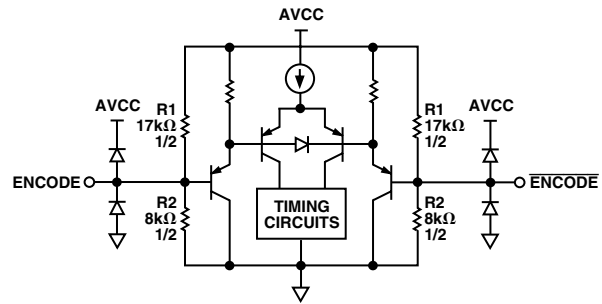 AVCC
AVCC
R1
17kΩ
1/2
R1
17kΩ
1/2
AVCC
ENCODE
ENCODE
R2
8kΩ
1/2
TIMING
CIRCUITS
R2
8kΩ
1/2